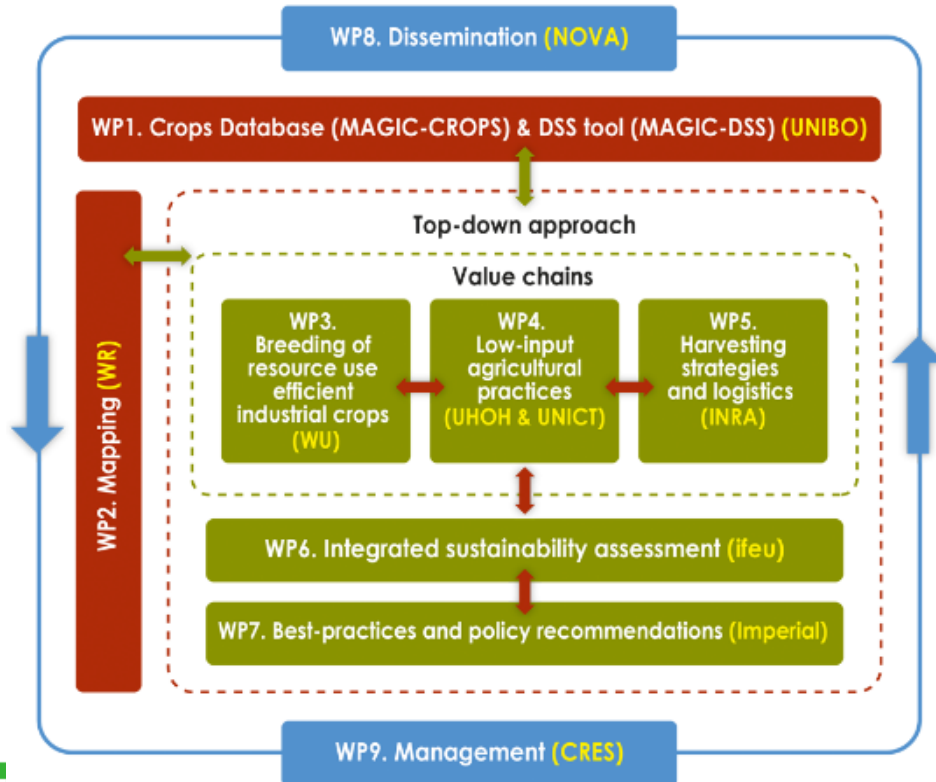 WP8. Dissemination (NOVA)
WP1. Crops Database (MAGIC-CROPS) & DSS tool (MAGIC-DSS) (UNIBO)
WP2. Mapping (WR)
Top-down approach
Value chains
WP3.
Breeding of
resource use
efficient
industrial crops
(WU)
WP4.
Low-input
agricultural
practices
(UHOH & UNICT)
WP5.
Harvesting
strategies
and logistics
(INRA)
WP6. Integrated sustainability assessment (ifeu)
WP7. Best-practices and policy recommendations (Imperial)
WP9. Management (CRES)